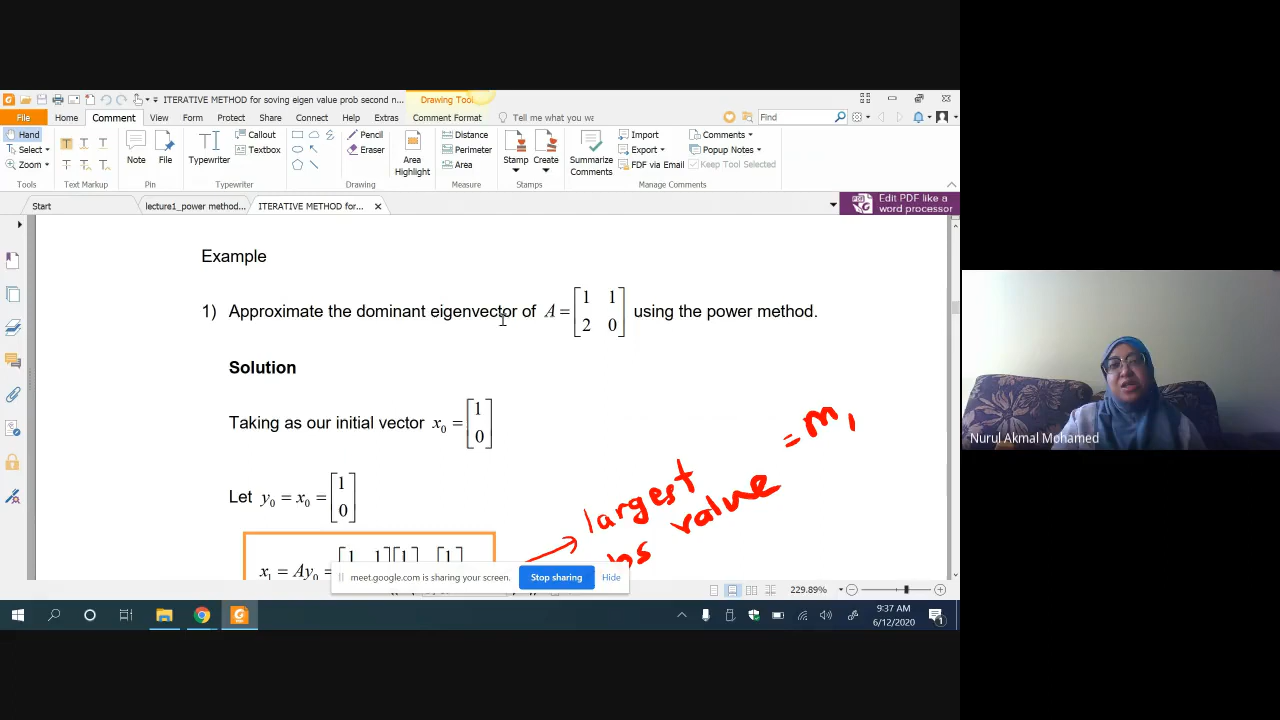 ITERATIVE METHOD for soving eigen value prob second n...
Drawing Tool
File Home Comment View Form Protect Share Connect Help Extras Comment Format Tell me what you wa Find
Hand
Select
Zoom
Tools
Text Markup
Note
File
Pin
Typewriter
Callout
Textbox
Typewriter
Pencil
Eraser
Drawing
Area Highlight
Distance
Perimeter
Area
Measure
Stamp
Create
Stamps
Summarize Comments
Import
Export
FDF via Email
Comments
Popup Notes
Keep Tool Selected
Manage Comments
Start lecture1_power method... ITERATIVE METHOD for...
Edit PDF like a
word processor
Example
1) Approximate the dominant eigenvector of A = [1 1; 2 0] using the power method.
Solution
Taking as our initial vector x₀ = [1; 0]
= m₁
Let y₀ = x₀ = [1; 0]
largest
value
x₁ = Ay₀ =
meet.google.com is sharing your screen. Stop sharing Hide
229.89%
9:37 AM
6/12/2020
1
Nurul Akmal Mohamed